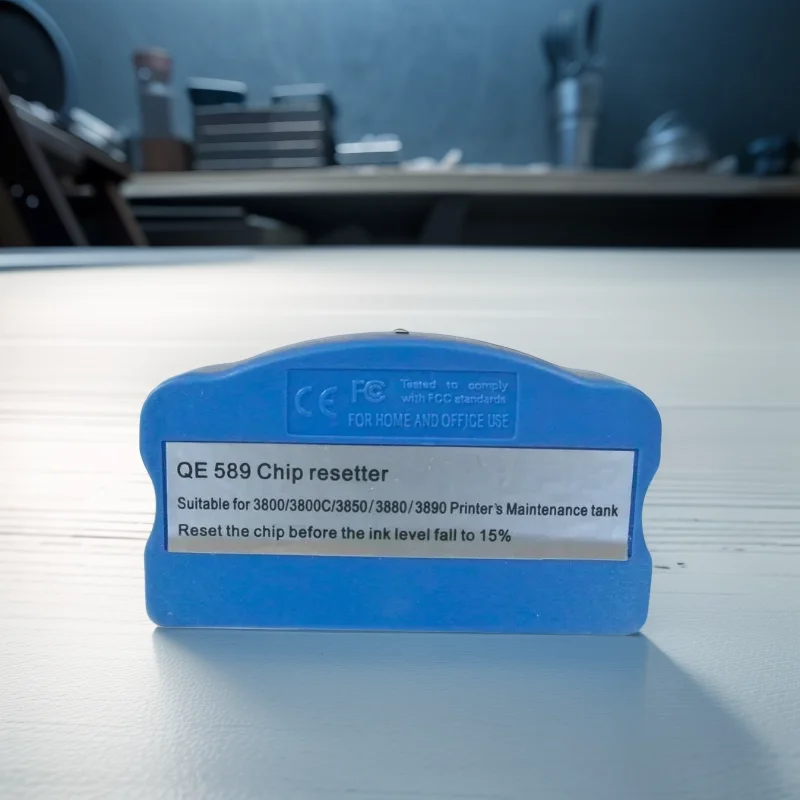 CE FC Tested to comply
with FCC standards
FOR HOME AND OFFICE USE
QE 589 Chip resetter
Suitable for 3800/3800C/3850/3880/3890 Printer's Maintenance tank
Reset the chip before the ink level fall to 15%